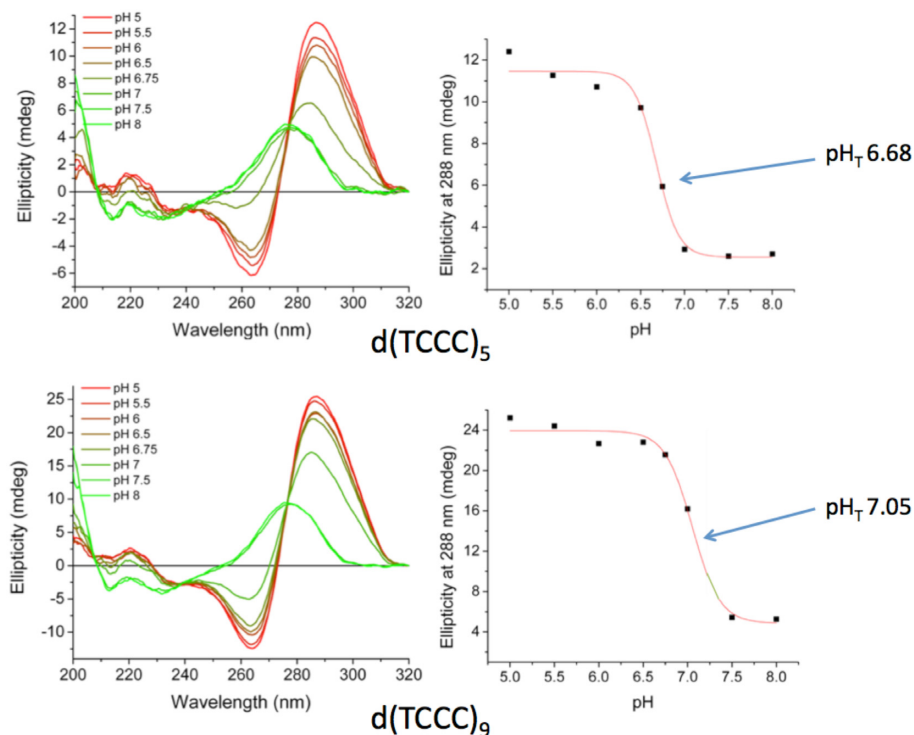 12
10
8
6
4
2
0
-2
-4
-6
Ellipticity (mdeg)
pH 5
pH 5.5
pH 6
pH 6.5
pH 6.75
pH 7
pH 7.5
pH 8
200 220 240 260 280 300 320
Wavelength (nm)
14
12
10
8
6
4
2
Ellipticity at 288 nm (mdeg)
5.0 5.5 6.0 6.5 7.0 7.5 8.0
pH
pH_T 6.68
d(TCCC)₅
25
20
15
10
5
0
-5
-10
Ellipticity (mdeg)
pH 5
pH 5.5
pH 6
pH 6.5
pH 6.75
pH 7
pH 7.5
pH 8
200 220 240 260 280 300 320
Wavelength (nm)
28
24
20
16
12
8
4
Ellipticity at 288 nm (mdeg)
5.0 5.5 6.0 6.5 7.0 7.5 8.0
pH
pH_T 7.05
d(TCCC)₉